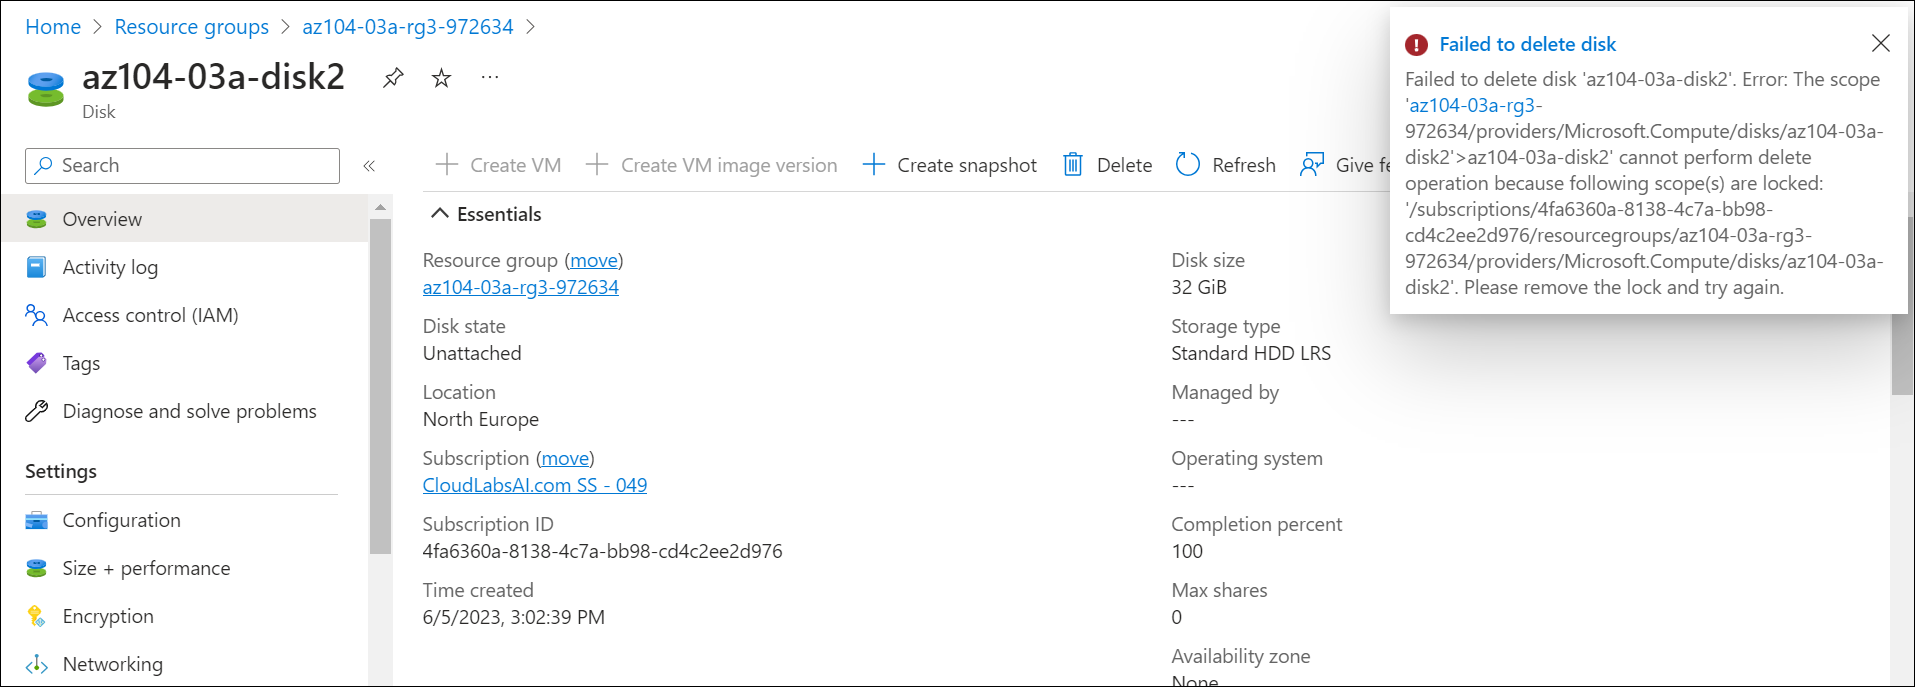 Home > Resource groups > az104-03a-rg3-972634 >
az104-03a-disk2
Disk
Search
Overview
Activity log
Access control (IAM)
Tags
Diagnose and solve problems
Settings
Configuration
Size + performance
Encryption
Networking
Create VM
Create VM image version
Create snapshot
Delete
Refresh
Give fe
Essentials
Resource group (move)
az104-03a-rg3-972634
Disk state
Unattached
Location
North Europe
Subscription (move)
CloudLabsAI.com SS - 049
Subscription ID
4fa6360a-8138-4c7a-bb98-cd4c2ee2d976
Time created
6/5/2023, 3:02:39 PM
Disk size
32 GiB
Storage type
Standard HDD LRS
Managed by
---
Operating system
---
Completion percent
100
Max shares
0
Availability zone
None
Failed to delete disk
Failed to delete disk 'az104-03a-disk2'. Error: The scope
'az104-03a-rg3-
972634/providers/Microsoft.Compute/disks/az104-03a-
disk2'>az104-03a-disk2' cannot perform delete
operation because following scope(s) are locked:
'/subscriptions/4fa6360a-8138-4c7a-bb98-
cd4c2ee2d976/resourcegroups/az104-03a-rg3-
972634/providers/Microsoft.Compute/disks/az104-03a-
disk2'. Please remove the lock and try again.